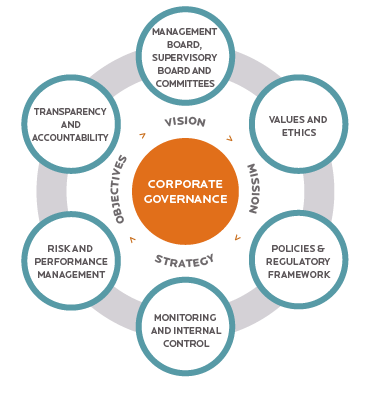 MANAGEMENT
BOARD,
SUPERVISORY
BOARD AND
COMMITTEES
TRANSPARENCY
AND
ACCOUNTABILITY
VALUES AND
ETHICS
VISION
OBJECTIVES
MISSION
CORPORATE
GOVERNANCE
STRATEGY
RISK AND
PERFORMANCE
MANAGEMENT
POLICIES &
REGULATORY
FRAMEWORK
MONITORING
AND INTERNAL
CONTROL